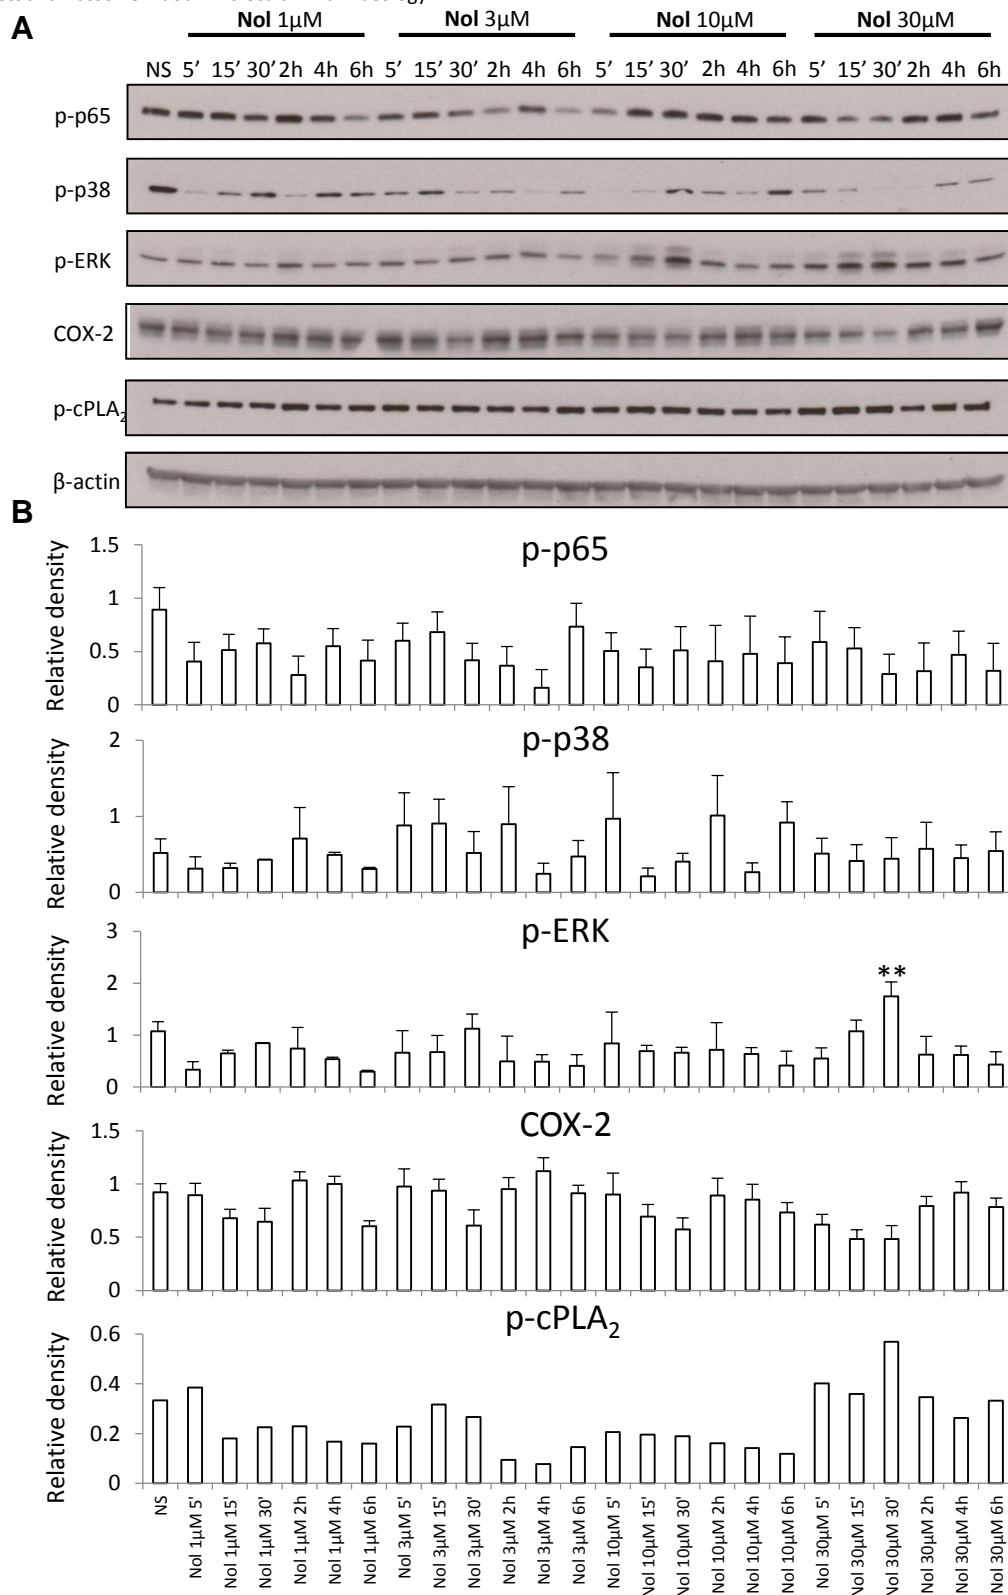 A
Nol 1µM Nol 3µM Nol 10µM Nol 30µM
NS 5’ 15’ 30’ 2h 4h 6h 5’ 15’ 30’ 2h 4h 6h 5’ 15’ 30’ 2h 4h 6h 5’ 15’ 30’ 2h 4h 6h
p-p65
p-p38
p-ERK
COX-2
p-cPLA2
β-actin
B
p-p65
Relative density
1.5
1
0.5
0
p-p38
Relative density
2
1
0
p-ERK
Relative density
3
2
1
0
**
COX-2
Relative density
1.5
1
0.5
0
p-cPLA2
Relative density
0.6
0.4
0.2
0
NS
Nol 1µM 5'
Nol 1µM 15'
Nol 1µM 30'
Nol 1µM 2h
Nol 1µM 4h
Nol 1µM 6h
Nol 3µM 5'
Nol 3µM 15'
Nol 3µM 30'
Nol 3µM 2h
Nol 3µM 4h
Nol 3µM 6h
Nol 10µM 5'
Nol 10µM 15'
Nol 10µM 30'
Nol 10µM 2h
Nol 10µM 4h
Nol 10µM 6h
Nol 30µM 5'
Nol 30µM 15'
Nol 30µM 30'
Nol 30µM 2h
Nol 30µM 4h
Nol 30µM 6h